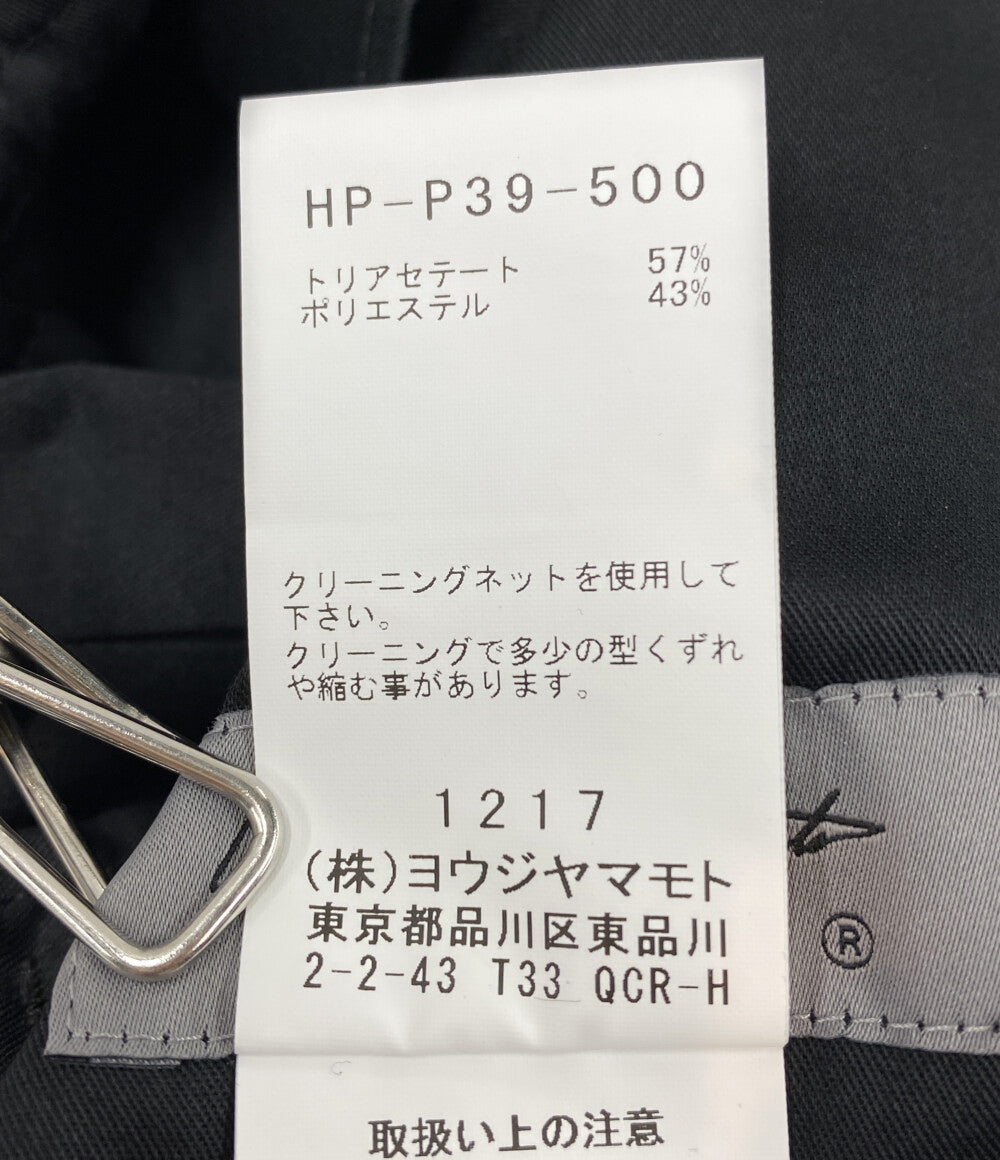 HP-P39-500
トリアセテート 57%
ポリエステル 43%
クリーニングネットを使用して
下さい。
クリーニングで多少の型くずれ
や縮む事があります。
1217
(株)ヨウジヤマモト
東京都品川区東品川
2-2-43 T33 QCR-H
®
取扱い上の注意